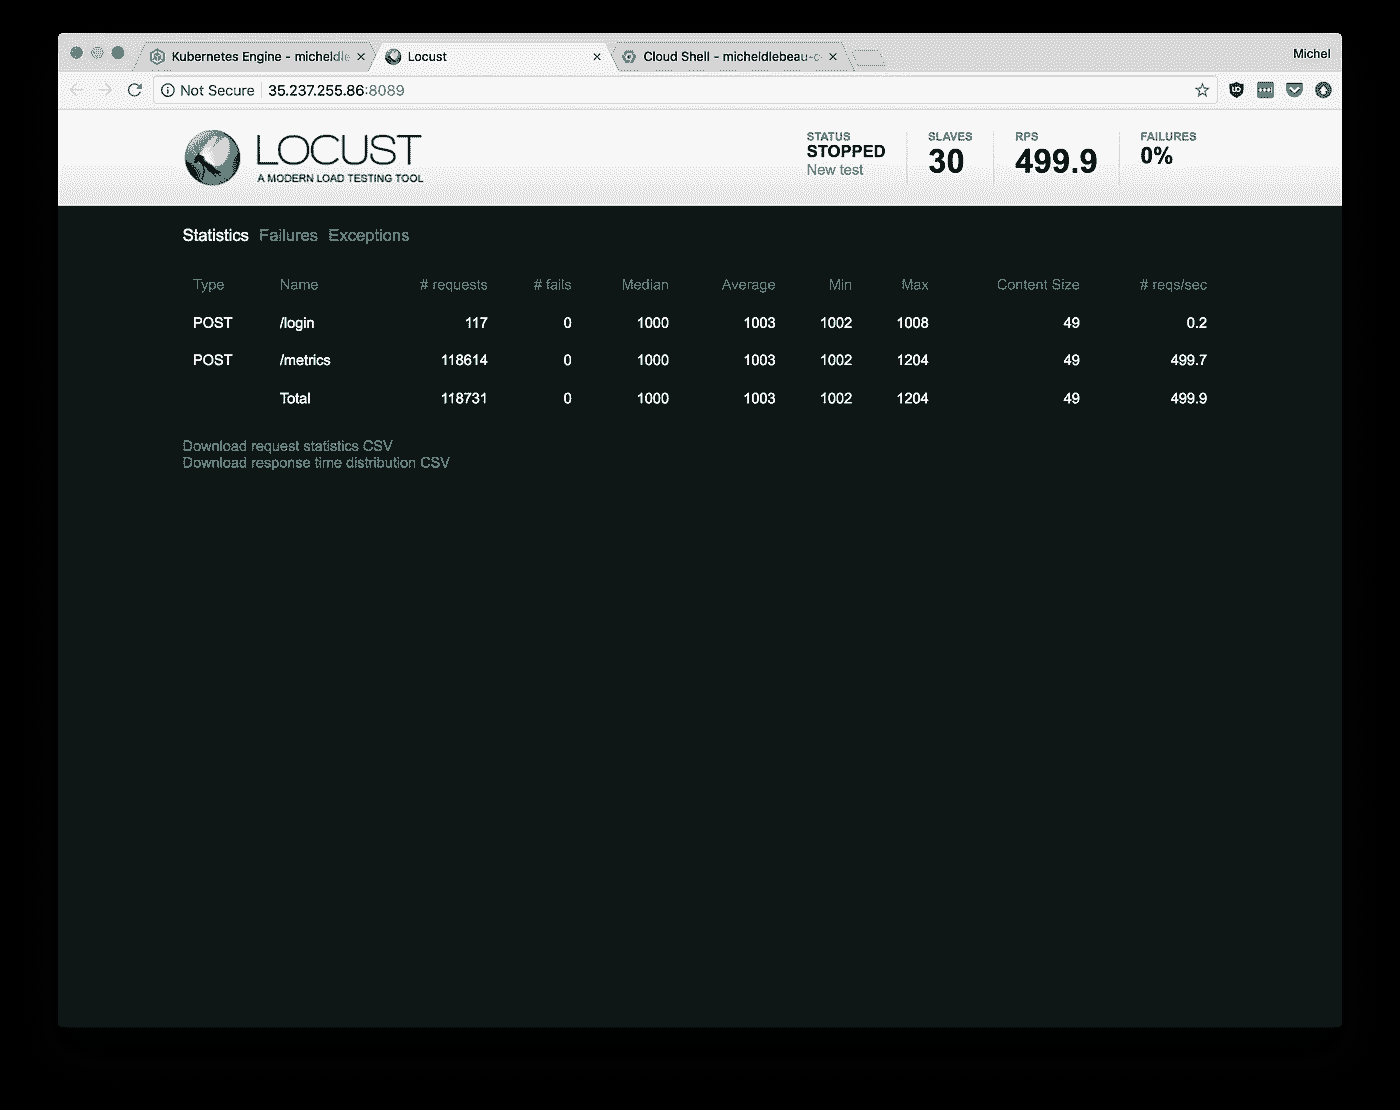 Kubernetes Engine - micheldle
Locust
Cloud Shell - micheldlebeau-c
Michel
Not Secure 35.237.255.86:8089
LOCUST
A MODERN LOAD TESTING TOOL
STATUS SLAVES RPS FAILURES
STOPPED 30 499.9 0%
New test
Statistics Failures Exceptions
Type Name # requests # fails Median Average Min Max Content Size # reqs/sec
POST /login 117 0 1000 1003 1002 1008 49 0.2
POST /metrics 118614 0 1000 1003 1002 1204 49 499.7
Total 118731 0 1000 1003 1002 1204 49 499.9
Download request statistics CSV
Download response time distribution CSV